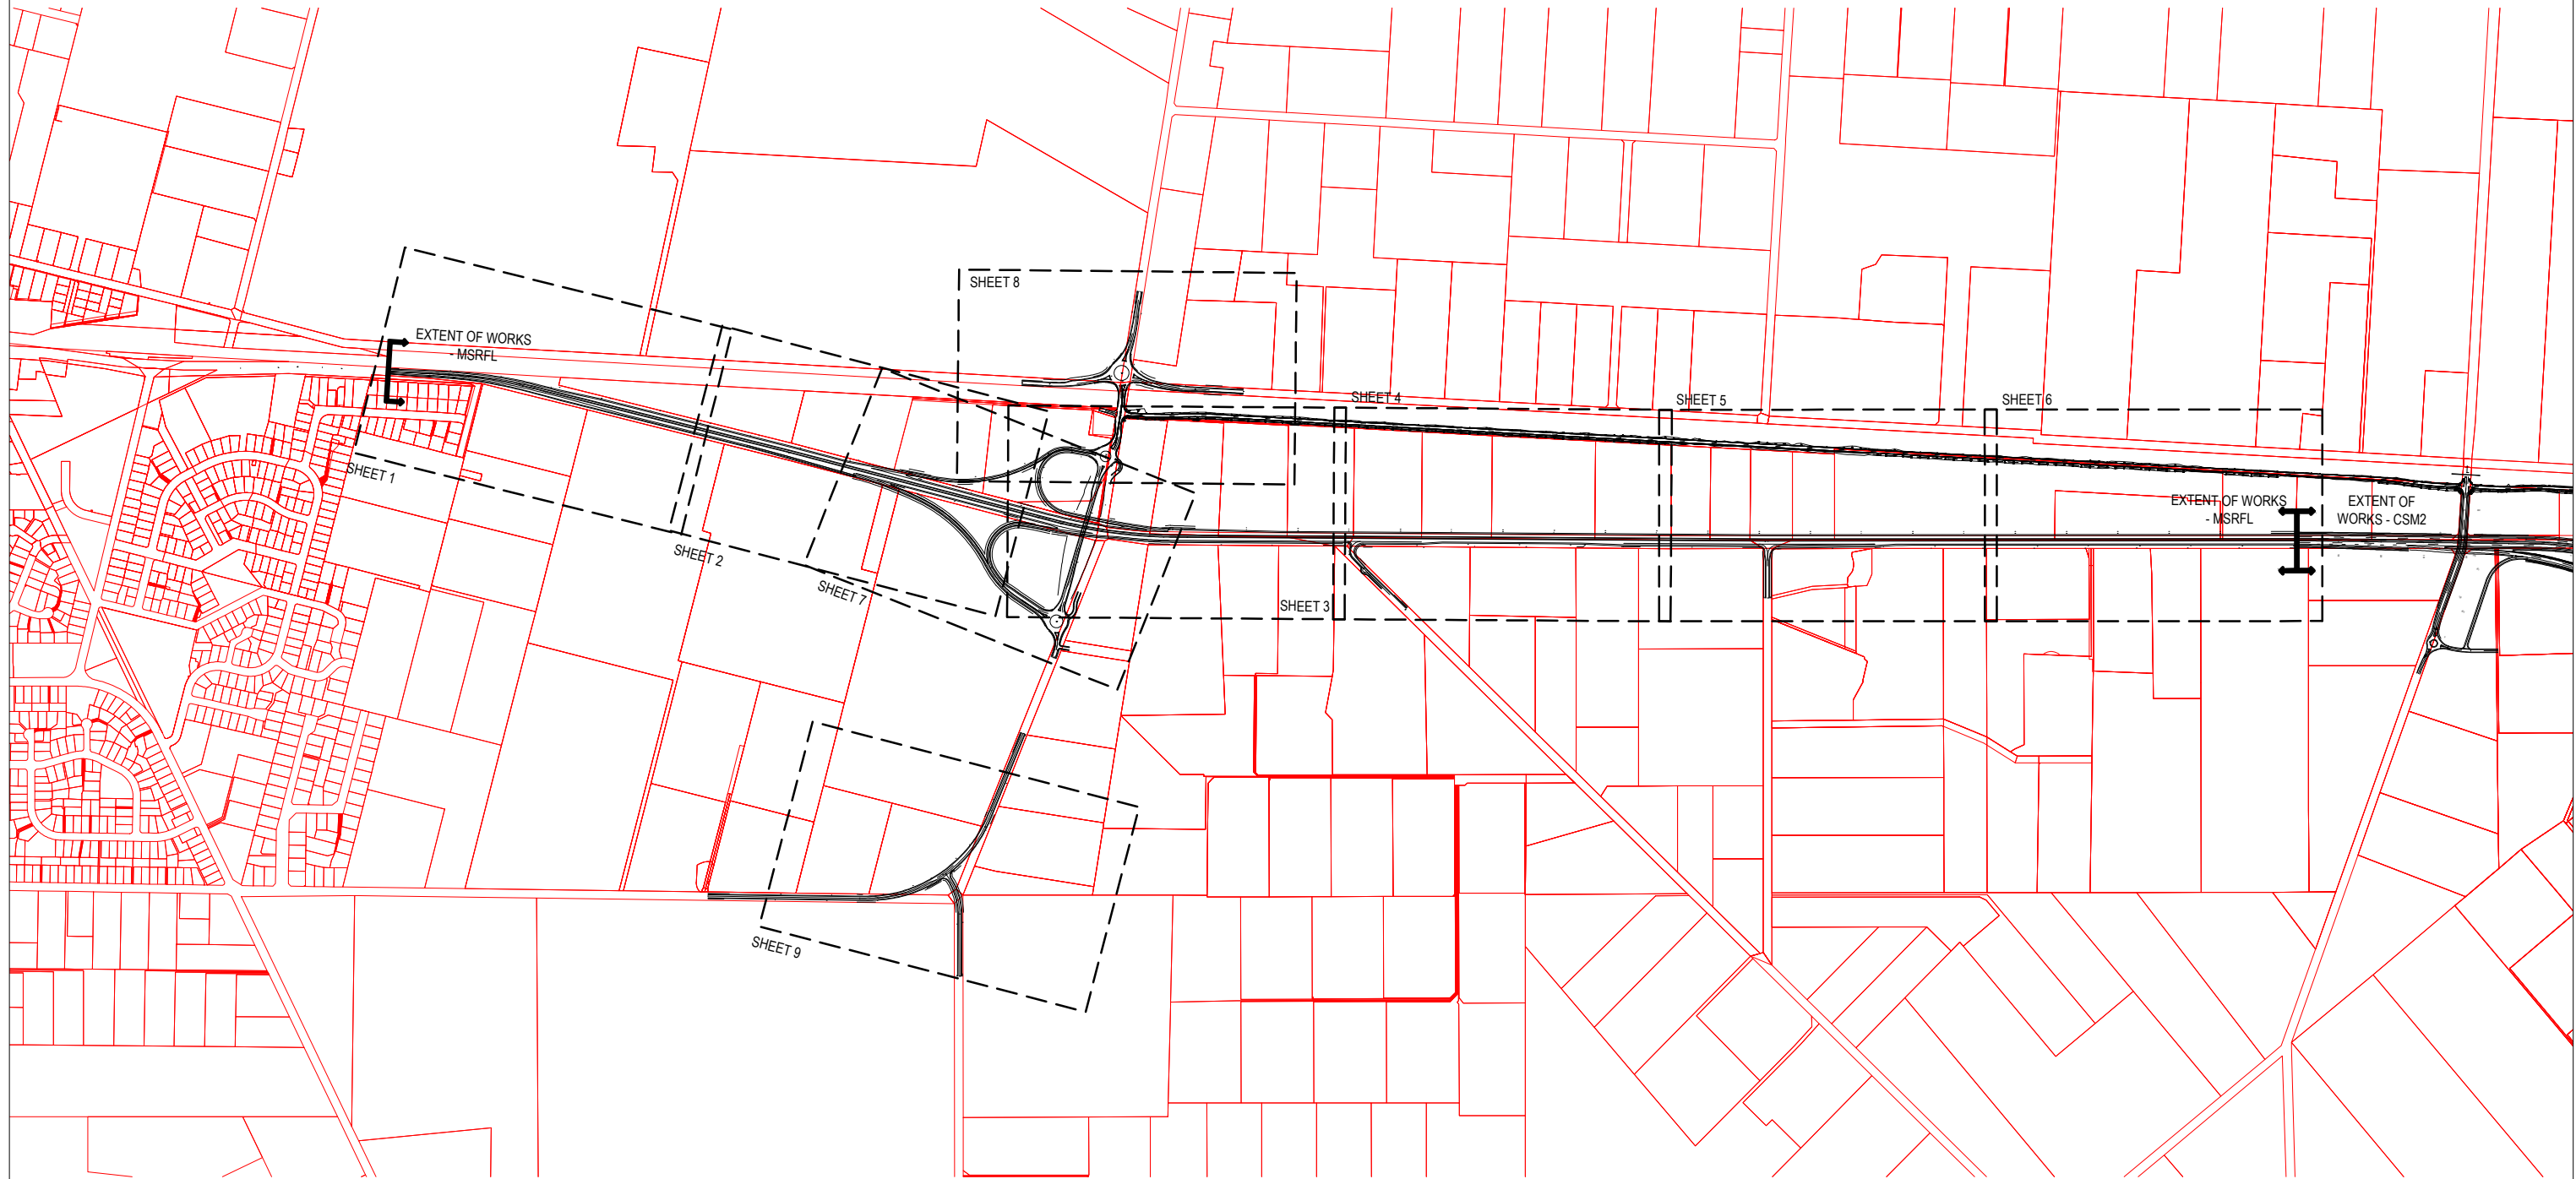 SHEET 8
EXTENT OF WORKS
- MSRFL
SHEET 4
SHEET 5
SHEET 6
SHEET 1
EXTENT OF WORKS
- MSRFL
EXTENT OF
WORKS - CSM2
SHEET 2
SHEET 7
SHEET 3
SHEET 9